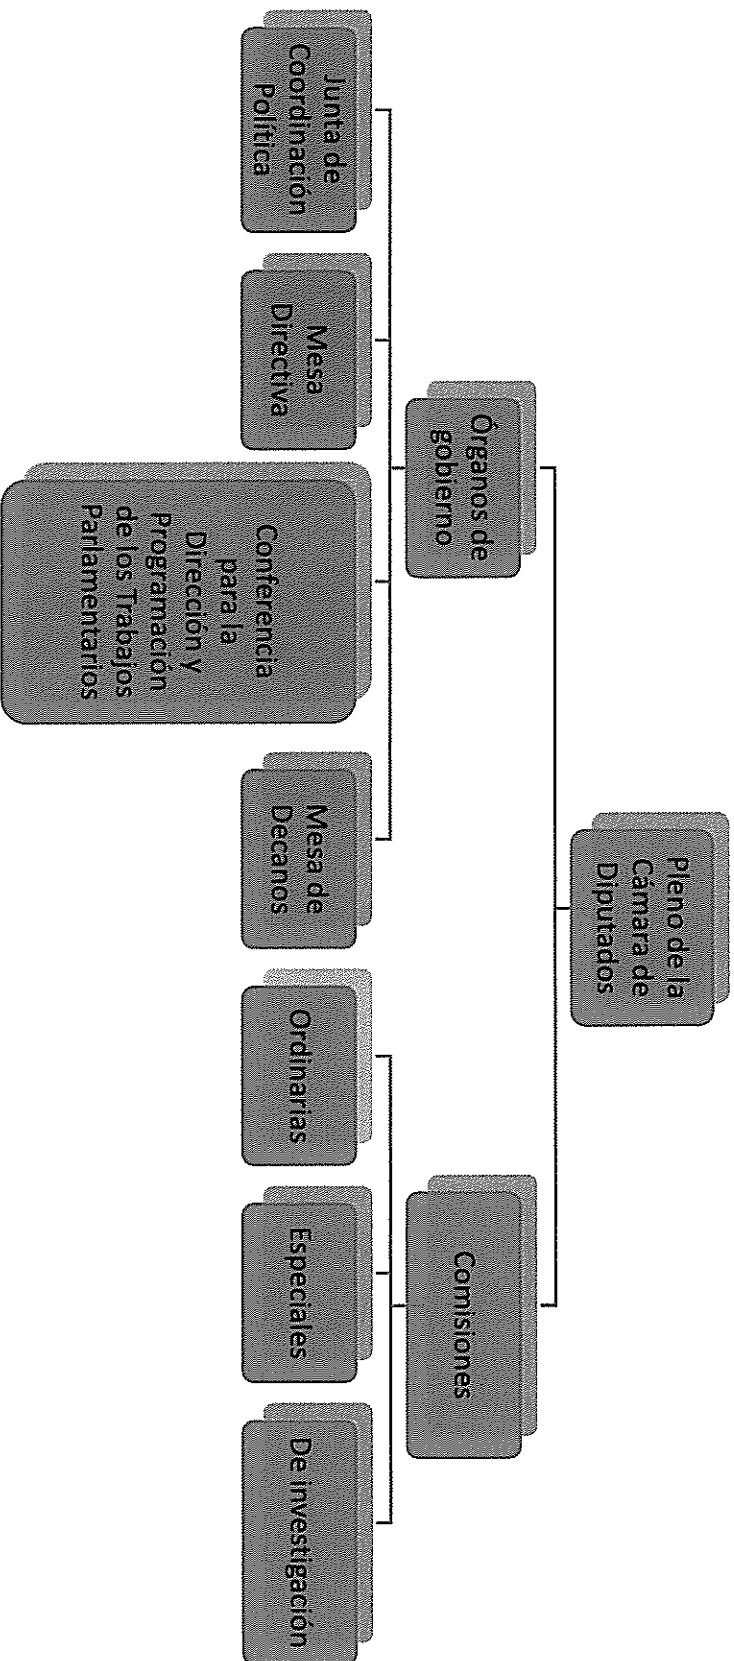 Pleno de la
Cámara de
Diputados
Órganos de
gobierno
Comisiones
Junta de
Coordinación
Política
Mesa
Directiva
Conferencia
para la
Dirección y
Programación
de los Trabajos
Parlamentarios
Mesa de
Decanos
Ordinarias
Especiales
De investigación